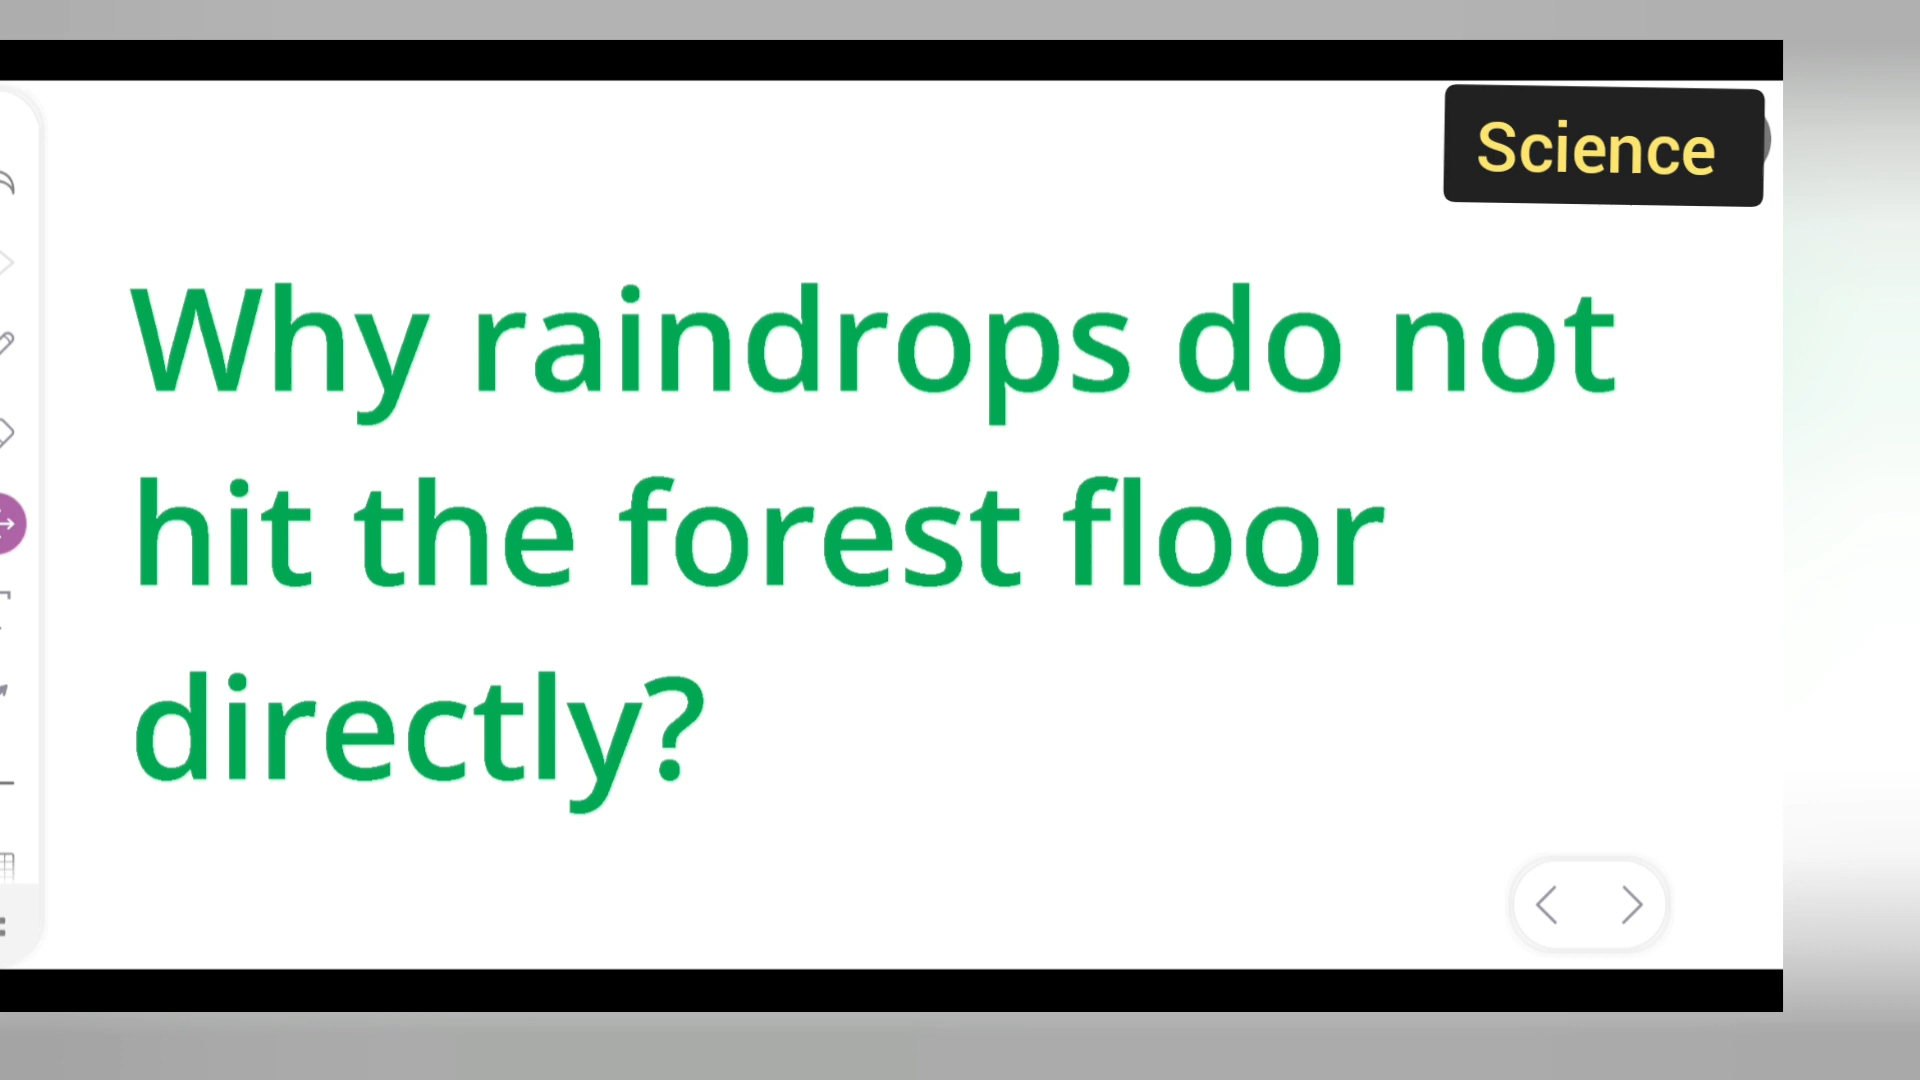 Science
Why raindrops do not
hit the forest floor
directly?